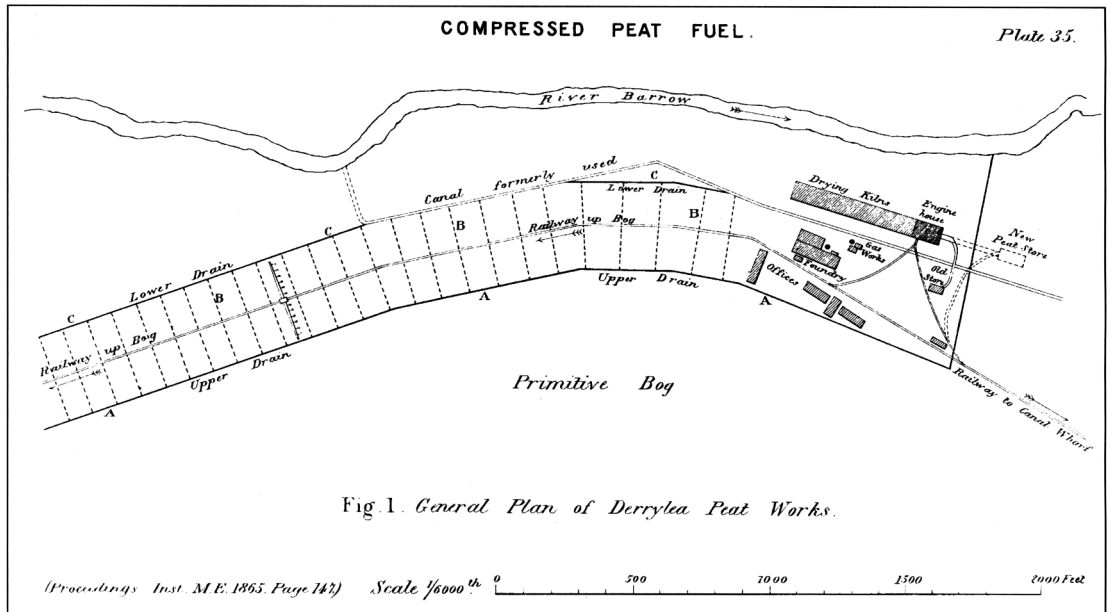 COMPRESSED PEAT FUEL.
Plate 35.
River Barrow
Canal formerly used
C
Lower Drain
B
Railway up Bog
B
Drying Kilns
Engine house
New Peat Store
Gas Works
Foundry
Old Store
Offices
C
Lower Drain
C
B
Upper Drain
A
A
Railway up Bog
A
Upper Drain
Primitive Bog
Railway to Canal Wharf
Fig. 1. General Plan of Derrylea Peat Works.
(Procudings Inst. M.E. 1865. Page 147.)
Scale 1/6000th
0 500 1000 1500 2000 Feet